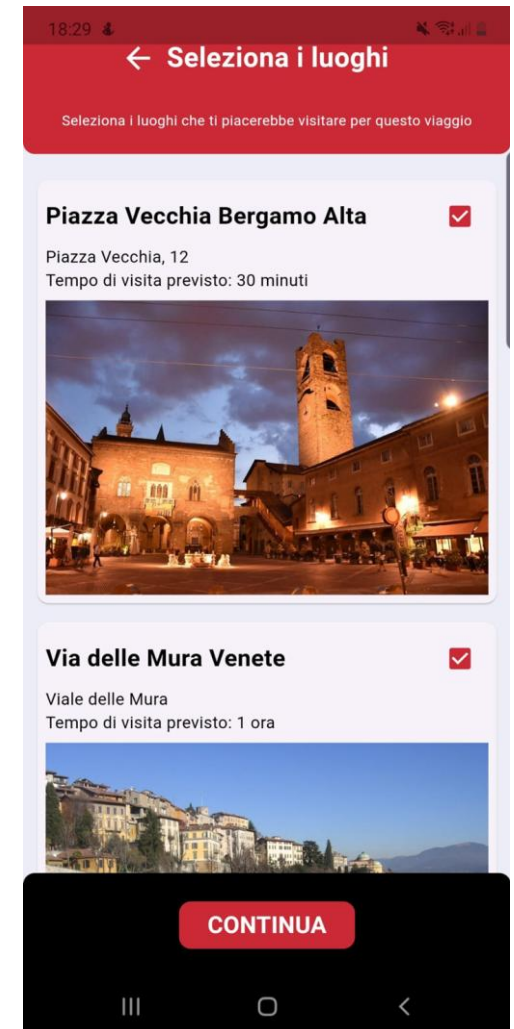 18:29
Seleziona i luoghi
Seleziona i luoghi che ti piacerebbe visitare per questo viaggio
Piazza Vecchia Bergamo Alta
Piazza Vecchia, 12
Tempo di visita previsto: 30 minuti
Via delle Mura Venete
Viale delle Mura
Tempo di visita previsto: 1 ora
CONTINUA